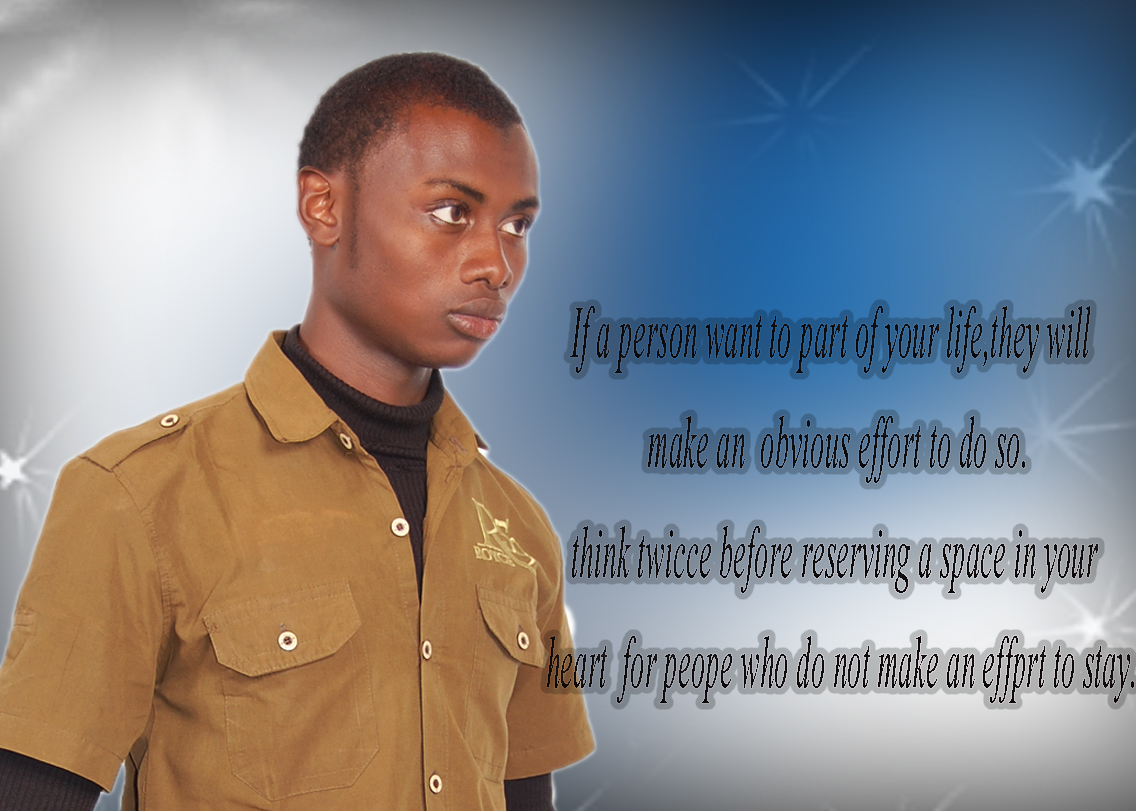 If a person want to part of your life,they will
make an obvious effort to do so.
think twicce before reserving a space in your
heart for peope who do not make an effprt to stay.